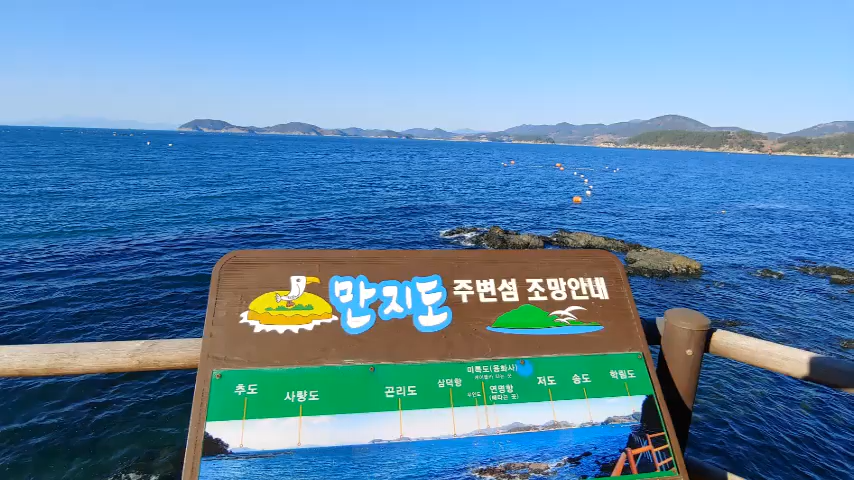 만지도 주변섬 조망안내
미륵도(용화사)
추도 사량도 곤리도 삼덕항 연명항 저도 송도 학림도